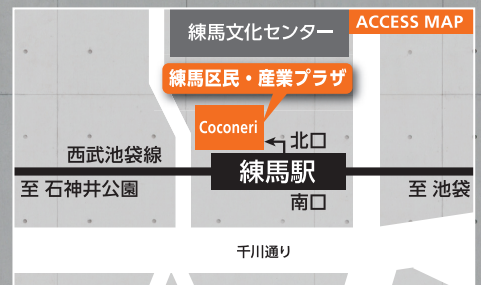 ACCESS MAP
練馬文化センター
練馬区民・産業プラザ
Coconeri
北口
西武池袋線
練馬駅
至 石神井公園
至 池袋
南口
千川通り